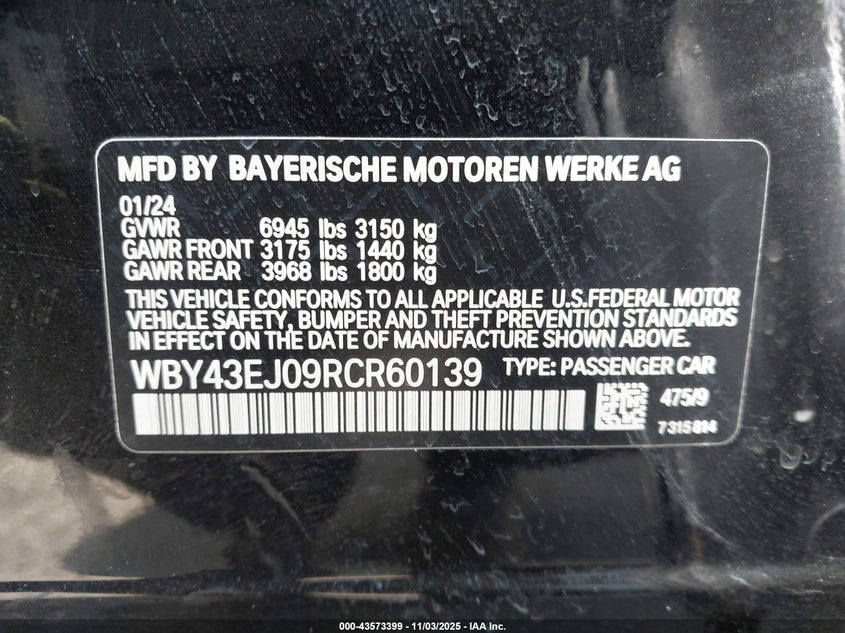 MFD BY BAYERISCHE MOTOREN WERKE AG
01/24
GVWR 6945 lbs 3150 kg
GAWR FRONT 3175 lbs 1440 kg
GAWR REAR 3968 lbs 1800 kg
THIS VEHICLE CONFORMS TO ALL APPLICABLE U.S.FEDERAL MOTOR
VEHICLE SAFETY, BUMPER AND THEFT PREVENTION STANDARDS
IN EFFECT ON THE DATE OF MANUFACTURE SHOWN ABOVE.
WBY43EJ09RCR60139 TYPE: PASSENGER CAR
475/9
7315814
000-43573399 - 11/03/2025 - IAA Inc.